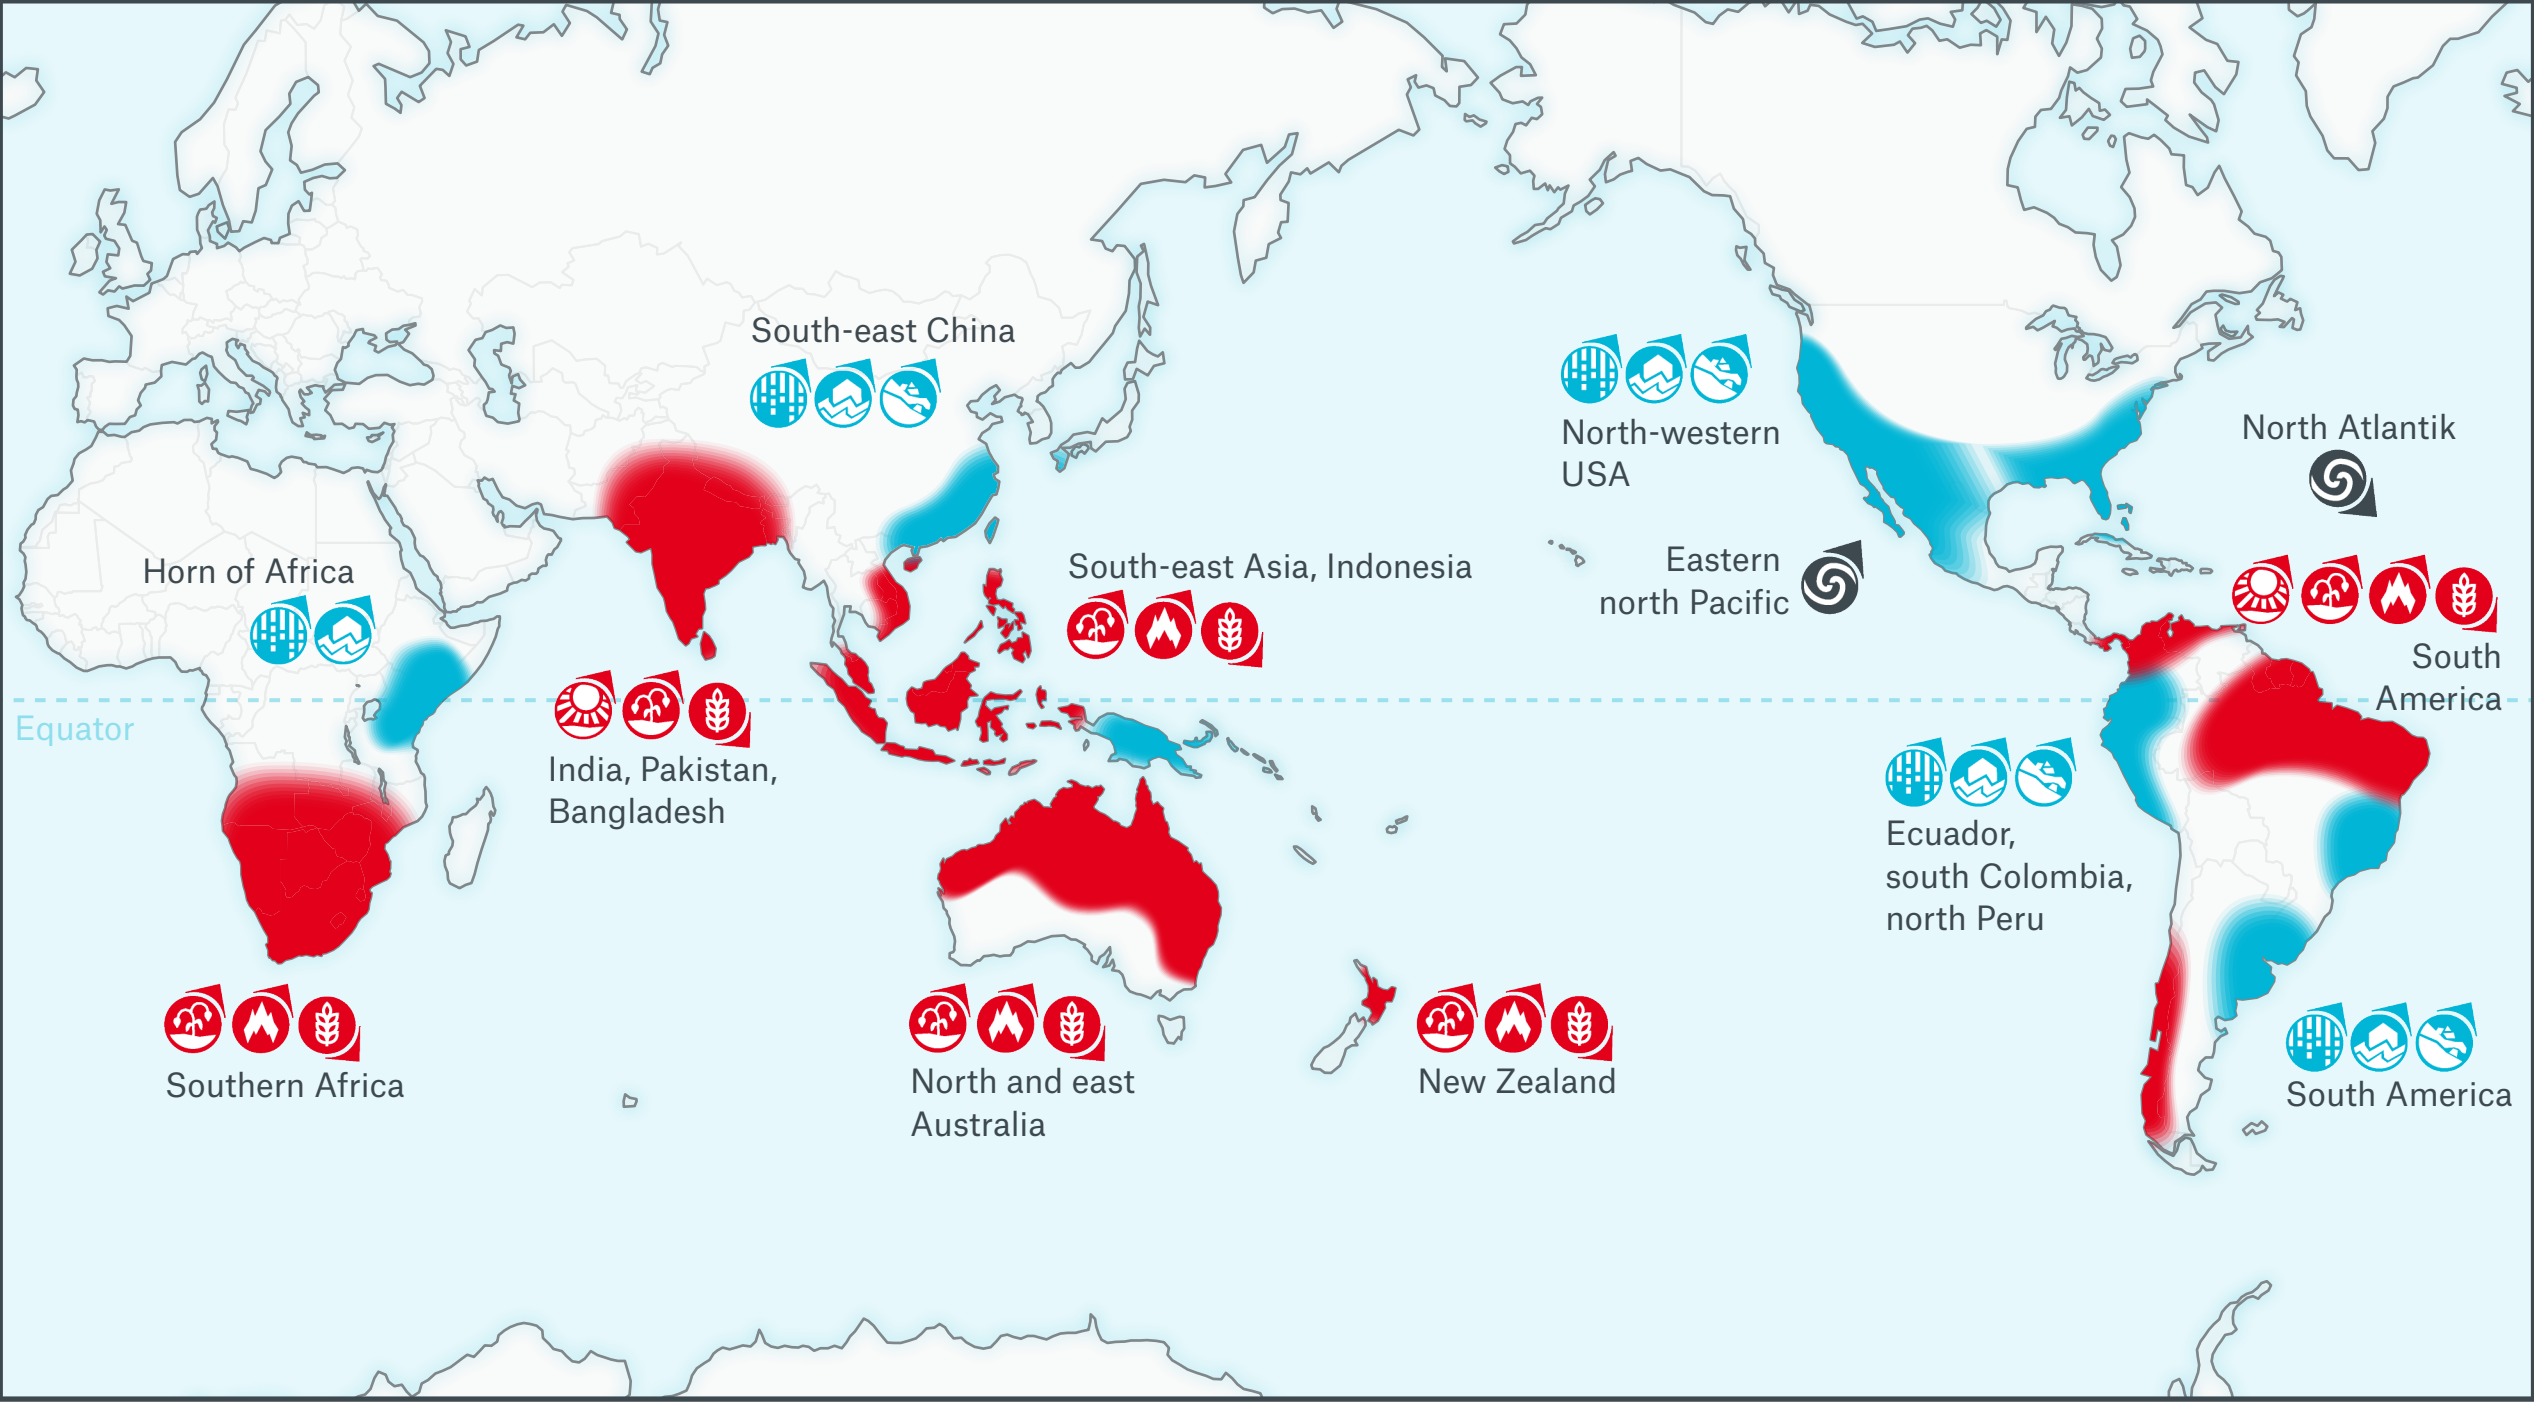 South-east China
North-western
USA
North Atlantik
Horn of Africa
South-east Asia, Indonesia
Eastern
north Pacific
South
America
Equator
India, Pakistan,
Bangladesh
Ecuador,
south Colombia,
north Peru
Southern Africa
North and east
Australia
New Zealand
South America